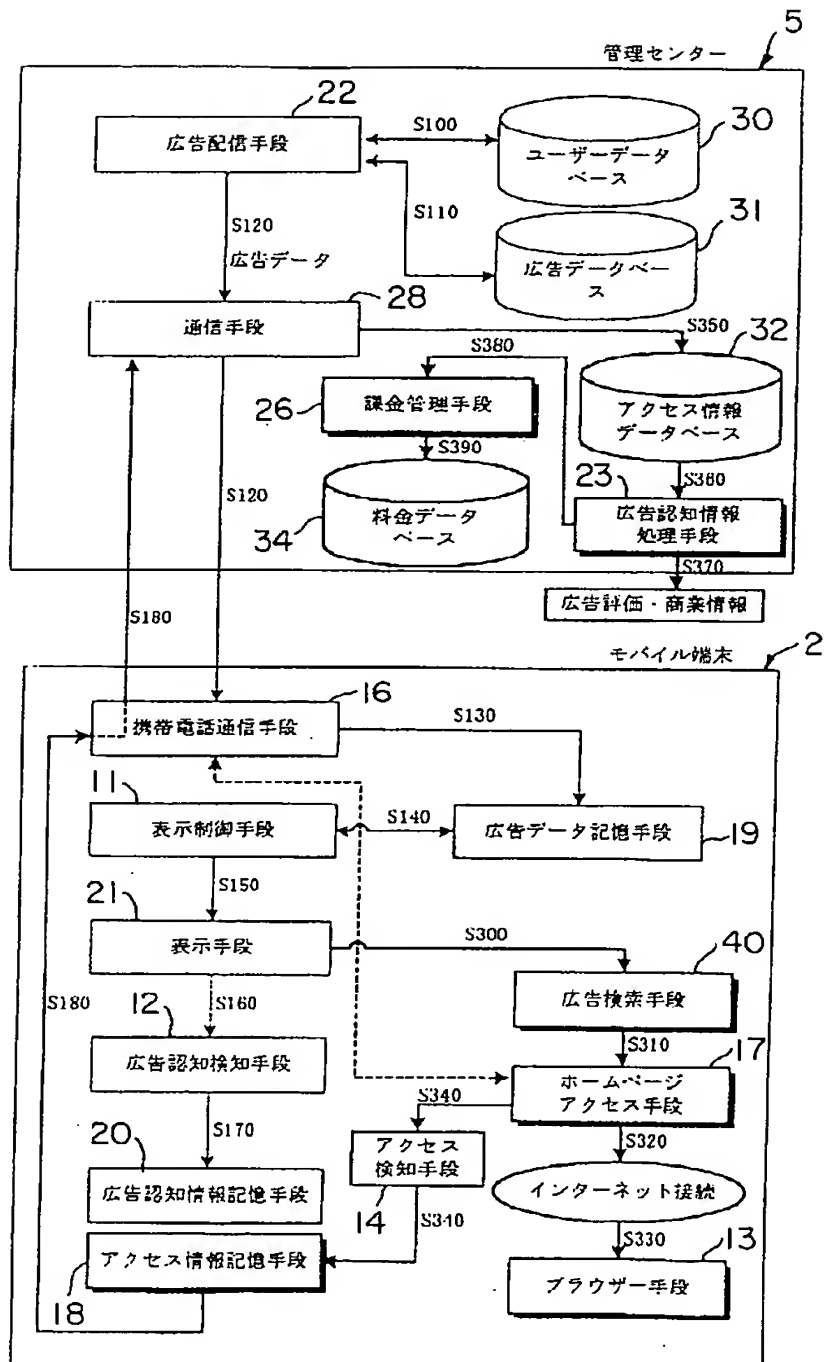 5
管理センター
22
広告配信手段
S100
30
ユーザーデータ
ベース
S110
31
広告データベー
ス
S120
広告データ
28
通信手段
S350
32
S380
26
課金管理手段
アクセス情報
データベース
S390
S360
23
S120
34
料金データ
ベース
広告認知情報
処理手段
S370
S180
広告評価・商業情報
モバイル端末
2
16
携帯電話通信手段
S130
11
表示制御手段
S140
広告データ記憶手段
19
S150
21
表示手段
S300
40
S180
S160
広告検索手段
12
S310
17
広告認知検知手段
ホームページ
アクセス手段
S340
S170
アクセス
検知手段
S320
20
14
インターネット接続
広告認知情報記憶手段
S340
S330
13
アクセス情報記憶手段
ブラウザー手段
18